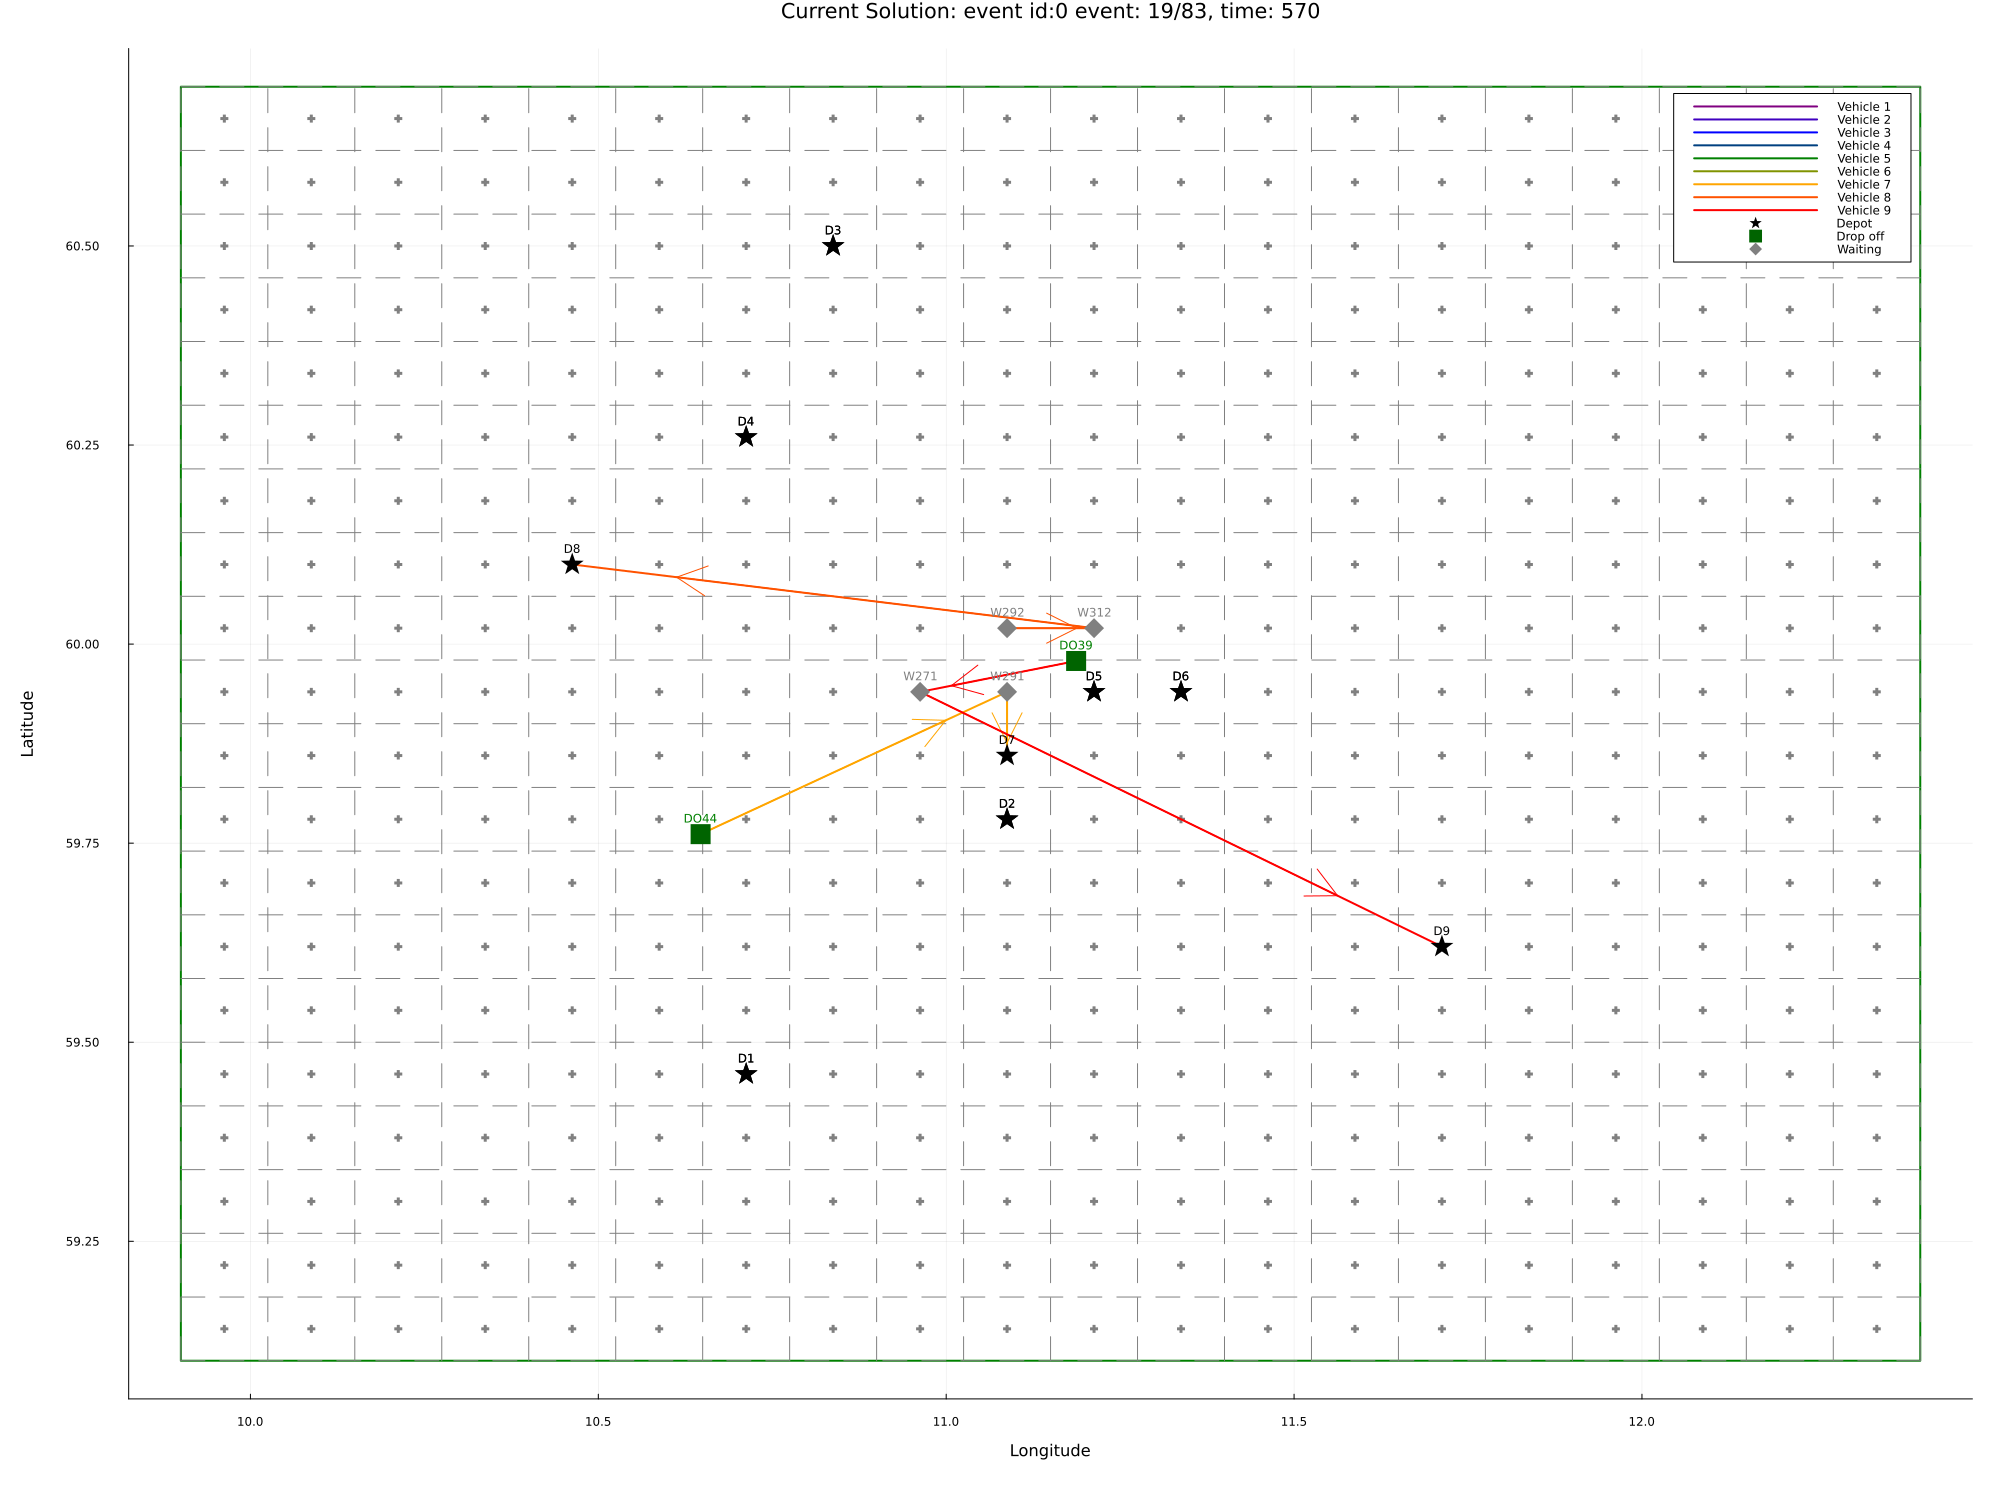 Current Solution: event id:0 event: 19/83, time: 570
Vehicle 1
Vehicle 2
Vehicle 3
Vehicle 4
Vehicle 5
Vehicle 6
Vehicle 7
Vehicle 8
Vehicle 9
Depot
Drop off
Waiting
D3
60.50
D4
60.25
D8
W292 W312
60.00
DO39
W271 W291 D5 D6
Latitude
D7
D2
DO44
59.75
D9
D1
59.50
59.25
10.0 10.5 11.0 11.5 12.0
Longitude